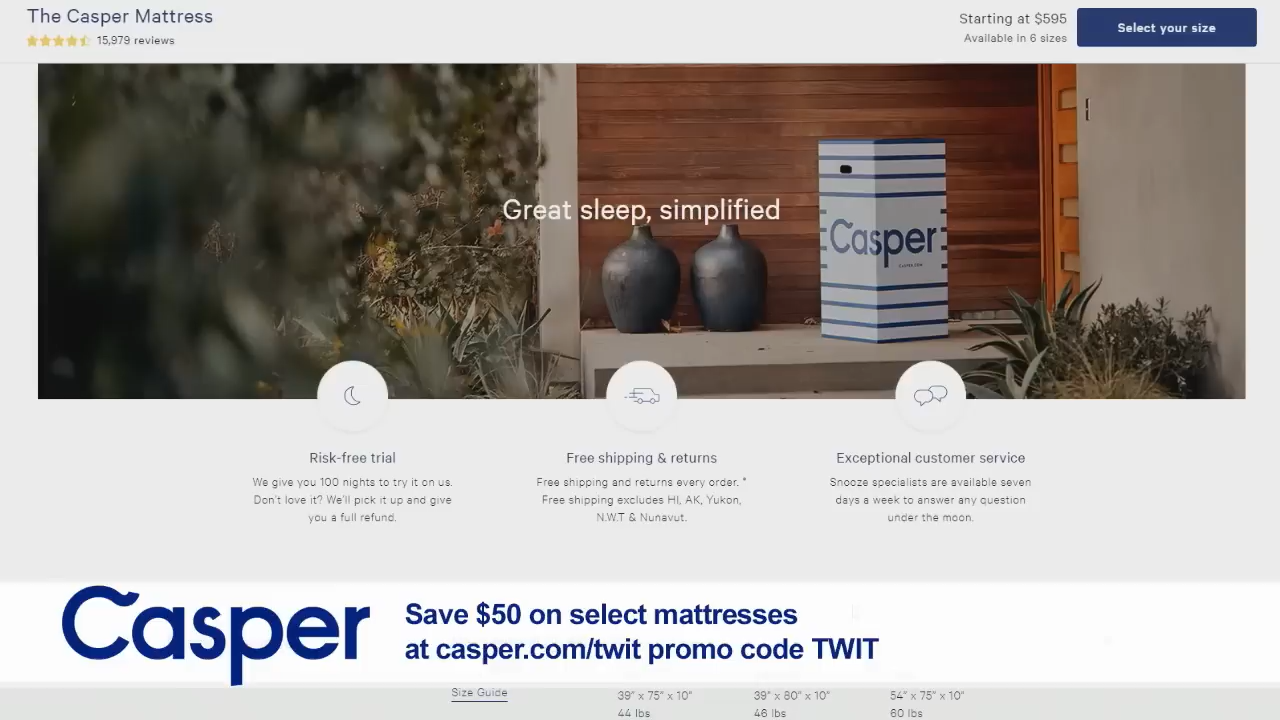 The Casper Mattress
15,979 reviews
Starting at $595
Available in 6 sizes
Select your size
Great sleep, simplified
Casper
CASPER.COM
Risk-free trial
We give you 100 nights to try it on us.
Don't love it? We'll pick it up and give
you a full refund.
Free shipping & returns
Free shipping and returns every order. *
Free shipping excludes HI, AK, Yukon,
N.W.T & Nunavut.
Exceptional customer service
Snooze specialists are available seven
days a week to answer any question
under the moon.
Casper
Save $50 on select mattresses
at casper.com/twit promo code TWIT
Size Guide
39" x 75" x 10"
44 lbs
39" x 80" x 10"
46 lbs
54" x 75" x 10"
60 lbs